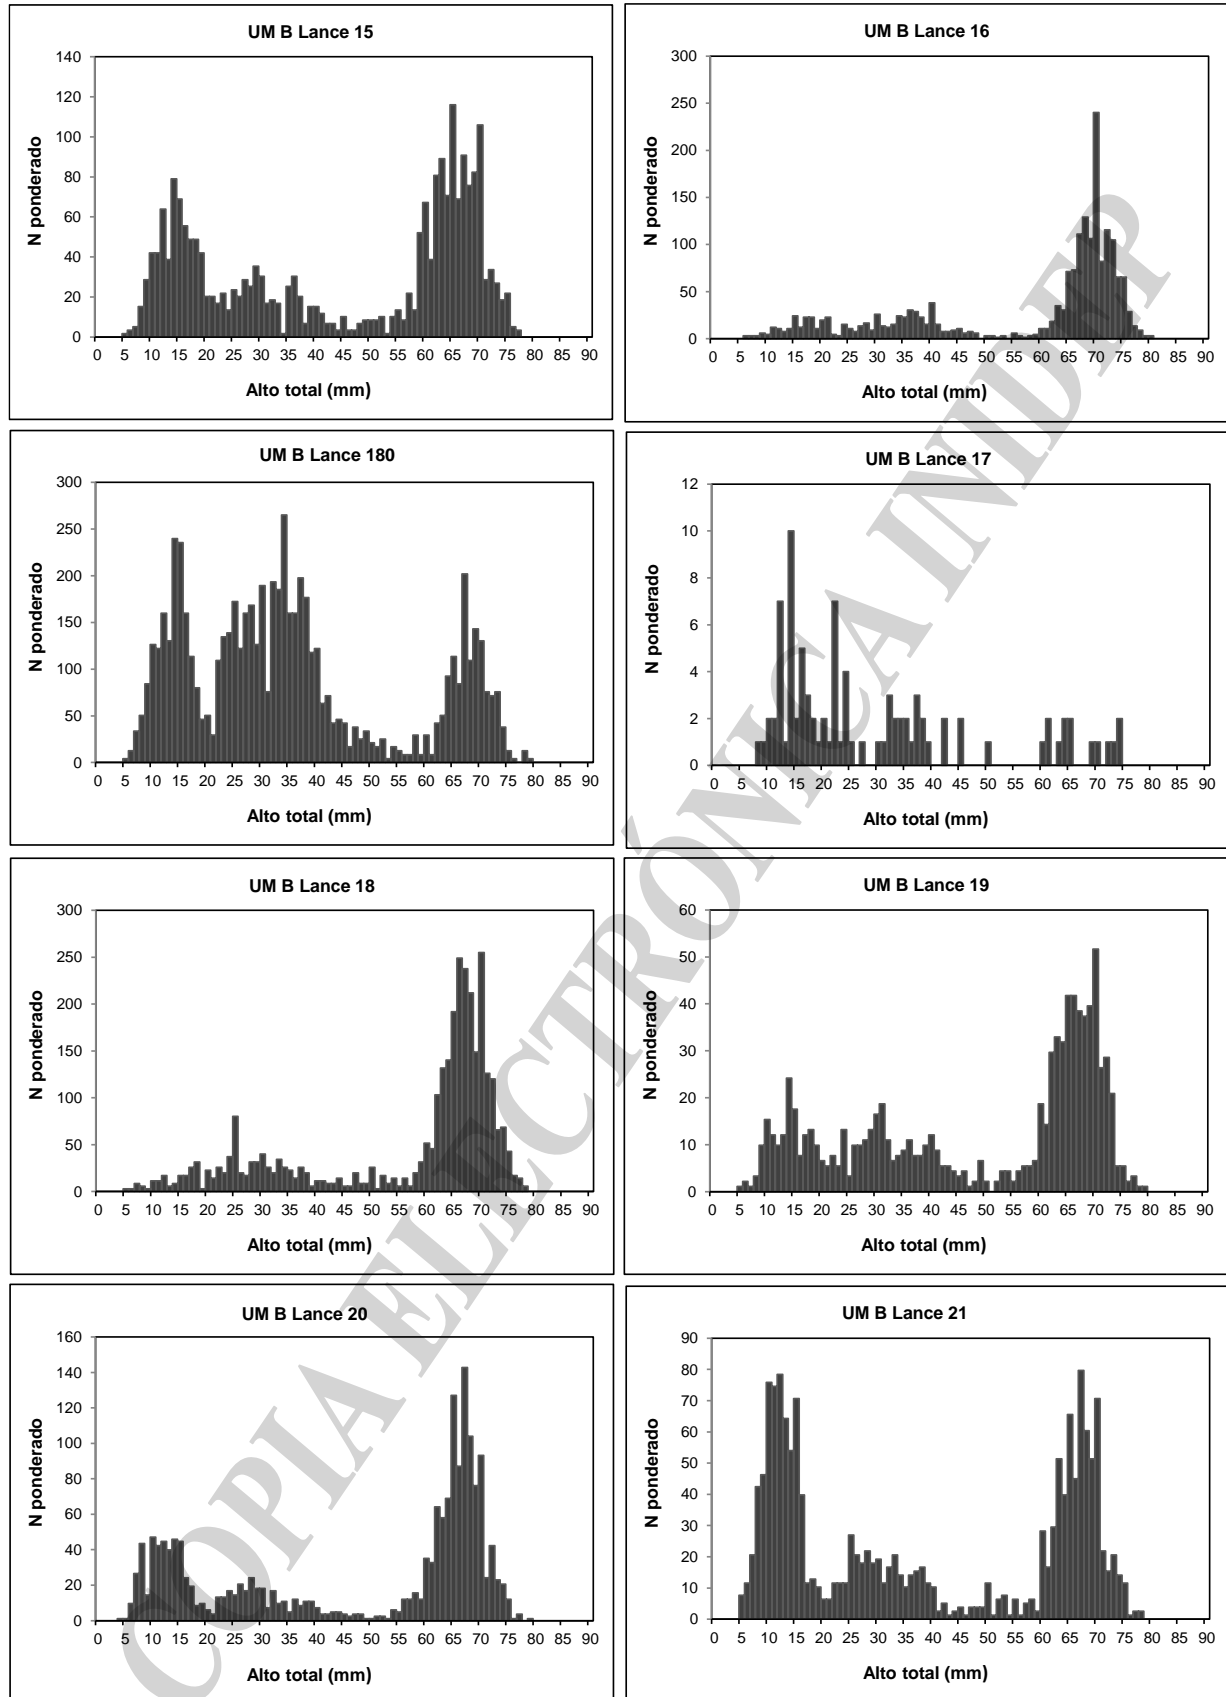 UM B Lance 15
140
120
100
80
60
40
20
0
N ponderado
0 5 10 15 20 25 30 35 40 45 50 55 60 65 70 75 80 85 90
Alto total (mm)
UM B Lance 16
300
250
200
150
100
50
0
N ponderado
0 5 10 15 20 25 30 35 40 45 50 55 60 65 70 75 80 85 90
Alto total (mm)
UM B Lance 180
300
250
200
150
100
50
0
N ponderado
0 5 10 15 20 25 30 35 40 45 50 55 60 65 70 75 80 85 90
Alto total (mm)
UM B Lance 17
12
10
8
6
4
2
0
N ponderado
0 5 10 15 20 25 30 35 40 45 50 55 60 65 70 75 80 85 90
Alto total (mm)
UM B Lance 18
300
250
200
150
100
50
0
N ponderado
0 5 10 15 20 25 30 35 40 45 50 55 60 65 70 75 80 85 90
Alto total (mm)
UM B Lance 19
60
50
40
30
20
10
0
N ponderado
0 5 10 15 20 25 30 35 40 45 50 55 60 65 70 75 80 85 90
Alto total (mm)
UM B Lance 20
160
140
120
100
80
60
40
20
0
N ponderado
0 5 10 15 20 25 30 35 40 45 50 55 60 65 70 75 80 85 90
Alto total (mm)
UM B Lance 21
90
80
70
60
50
40
30
20
10
0
N ponderado
0 5 10 15 20 25 30 35 40 45 50 55 60 65 70 75 80 85 90
Alto total (mm)
COPIA ELECTRÓNICA INIDEP